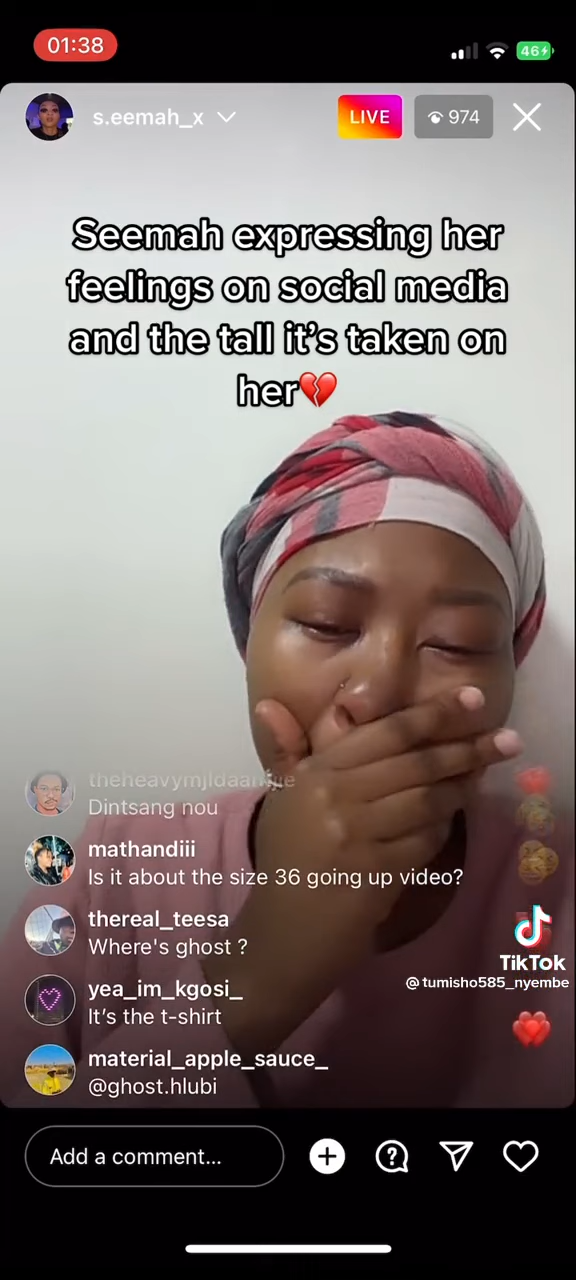 01:38
46
s.eemah_x
LIVE
974
Seemah expressing her
feelings on social media
and the tall it's taken on
her💔
Dintsang nou
mathandiii
Is it about the size 36 going up video?
thereal_teesa
Where's ghost ?
yea_im_kgosi_
It's the t-shirt
material_apple_sauce_
@ghost.hlubi
TikTok
@tumisho585_nyembe
Add a comment...